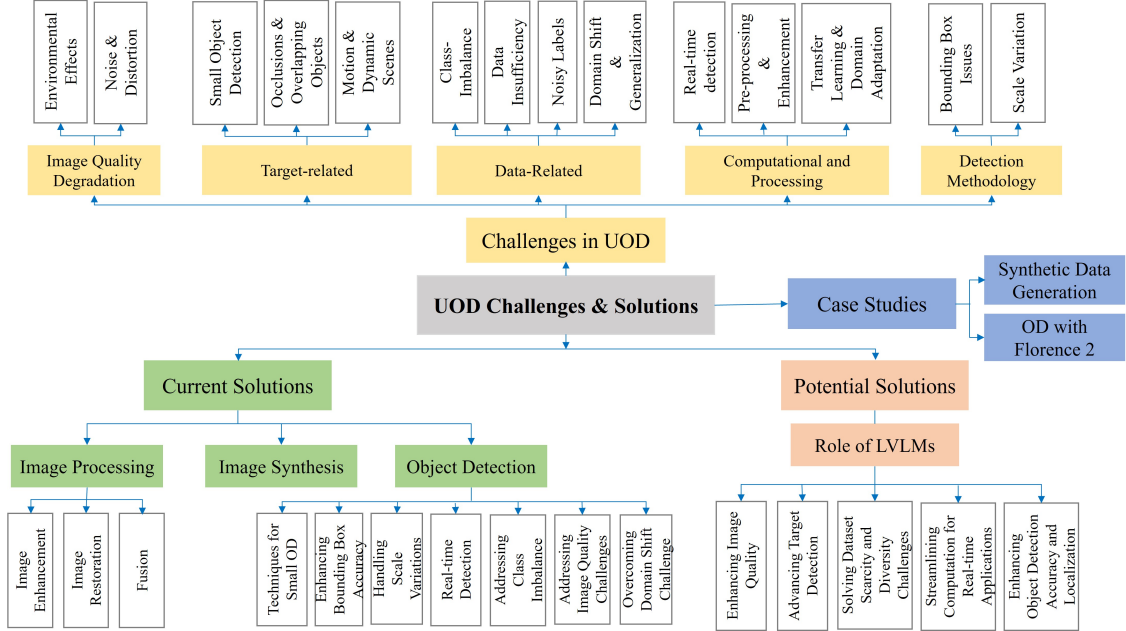 Environmental
Effects
Noise &
Distortion
Small Object
Detection
Occlusions &
Overlapping
Objects
Motion &
Dynamic
Scenes
Class-
Imbalance
Data
Insufficiency
Noisy Labels
Domain Shift
&
Generalization
Real-time
detection
Pre-processing
&
Enhancement
Transfer
Learning &
Domain
Adaptation
Bounding Box
Issues
Scale Variation
Image Quality
Degradation
Target-related
Data-Related
Computational and
Processing
Detection
Methodology
Challenges in UOD
UOD Challenges & Solutions
Case Studies
Synthetic Data
Generation
OD with
Florence 2
Current Solutions
Potential Solutions
Image Processing
Image Synthesis
Object Detection
Role of LVLMs
Image
Enhancement
Image
Restoration
Fusion
Techniques for
Small OD
Enhancing
Bounding Box
Accuracy
Handling
Scale
Variations
Real-time
Detection
Addressing
Class
Imbalance
Addressing
Image Quality
Challenges
Overcoming
Domain Shift
Challenge
Enhancing Image
Quality
Advancing Target
Detection
Solving Dataset
Scarcity and
Diversity
Challenges
Streamlining
Computation for
Real-time
Applications
Enhancing
Object Detection
Accuracy and
Localization